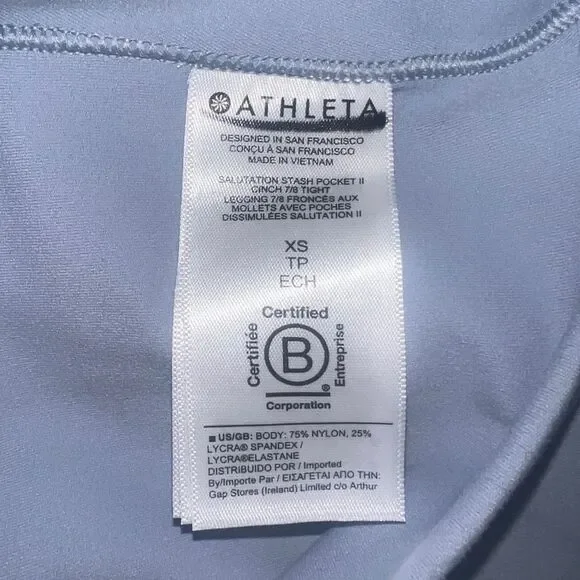 ATHLETA
DESIGNED IN SAN FRANCISCO
CONÇU À SAN FRANCISCO
MADE IN VIETNAM
SALUTATION STASH POCKET II
CINCH 7/8 TIGHT
LEGGING 7/8 FRONCÉS AUX
MOLLETS AVEC POCHES
DISSIMULÉES SALUTATION II
XS
TP
ECH
Certified
Certifiée
B
Entreprise
®
Corporation
US/GB: BODY: 75% NYLON, 25%
LYCRA® SPANDEX /
LYCRA®ELASTANE
DISTRIBUIDO POR / Imported
By/Importe Par / ΕΙΣΑΓΕΤΑΙ ΑΠΟ ΤΗΝ:
Gap Stores (Ireland) Limited c/o Arthur